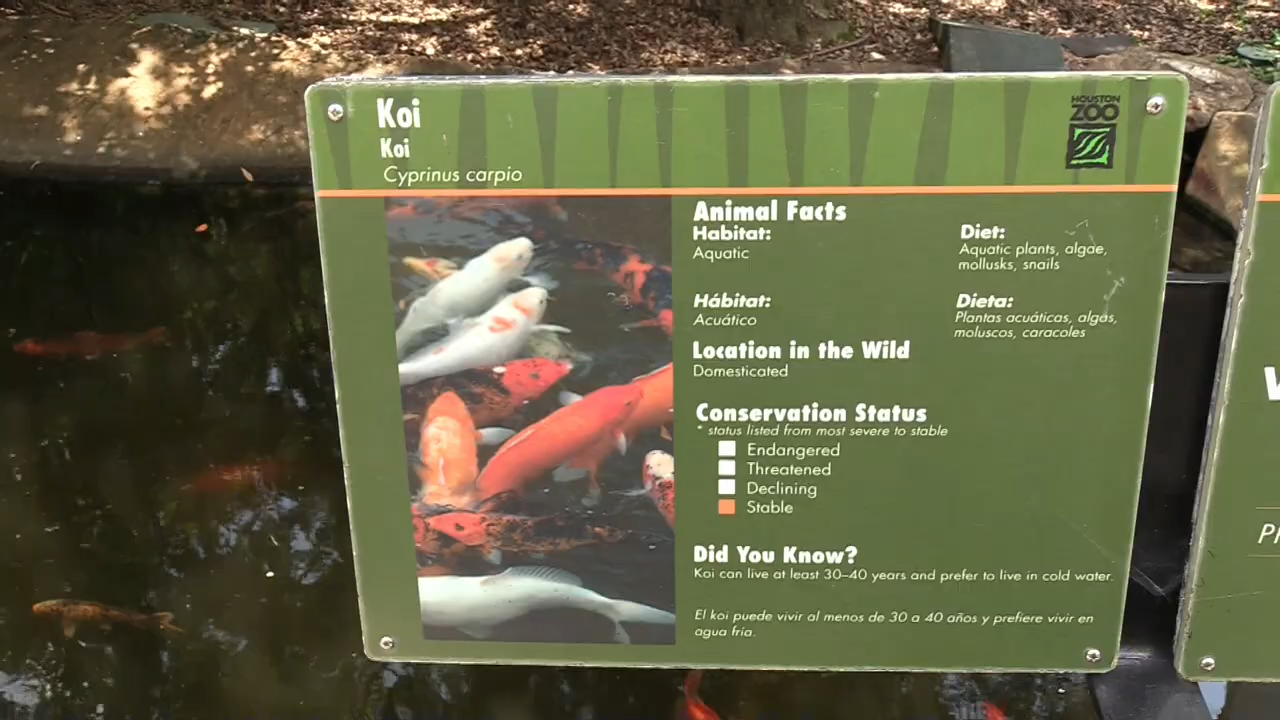 Koi
Koi
Cyprinus carpio
HOUSTON
ZOO
Animal Facts
Habitat:
Aquatic
Diet:
Aquatic plants, algae,
mollusks, snails
Hábitat:
Acuático
Dieta:
Plantas acuáticas, algas,
moluscos, caracoles
Location in the Wild
Domesticated
Conservation Status
* status listed from most severe to stable
Endangered
Threatened
Declining
Stable
Did You Know?
Koi can live at least 30–40 years and prefer to live in cold water.
El koi puede vivir al menos de 30 a 40 años y prefiere vivir en
agua fría.